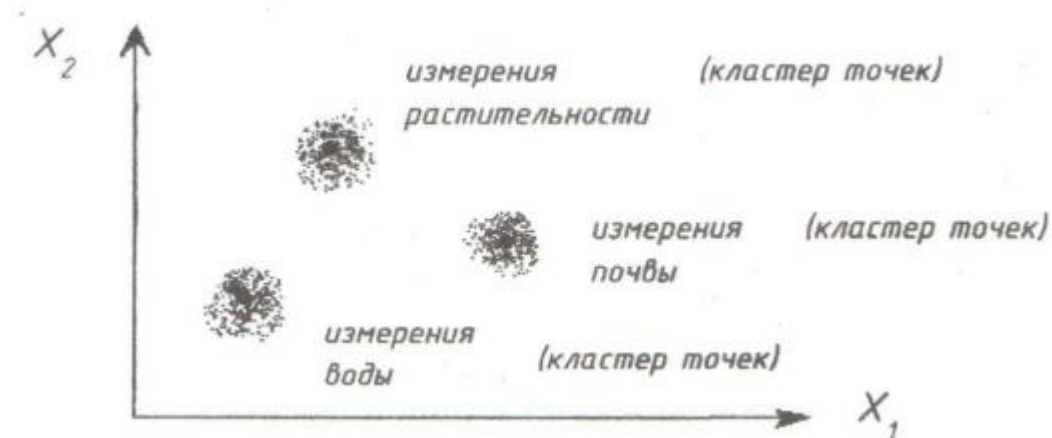 X₂
измерения (кластер точек)
растительности
измерения (кластер точек)
почвы
измерения
(кластер точек)
воды
X₁